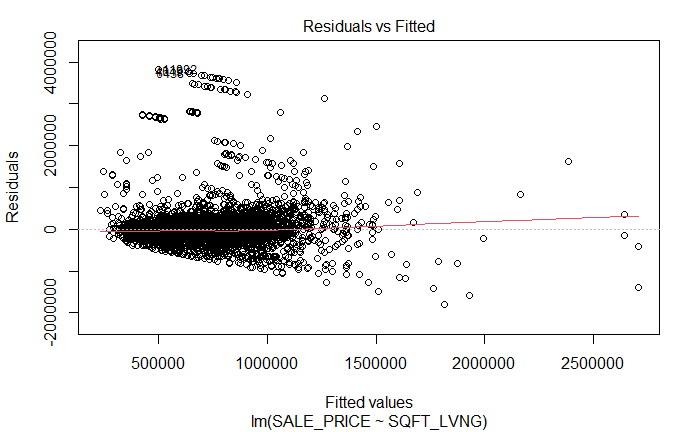 Residuals vs Fitted
Residuals
4000000
2000000
0
-2000000
500000
1000000
1500000
2000000
2500000
Fitted values
lm(SALE_PRICE ~ SQFT_LVNG)